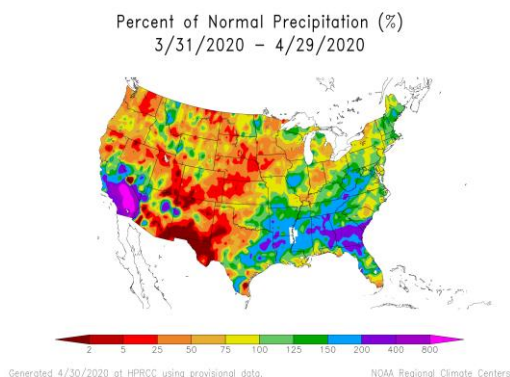 Percent of Normal Precipitation (%)
3/31/2020 – 4/29/2020
2 5 25 50 75 100 125 150 200 400 800
Generated 4/30/2020 at HPRCC using provisional data.
NOAA Regional Climate Centers